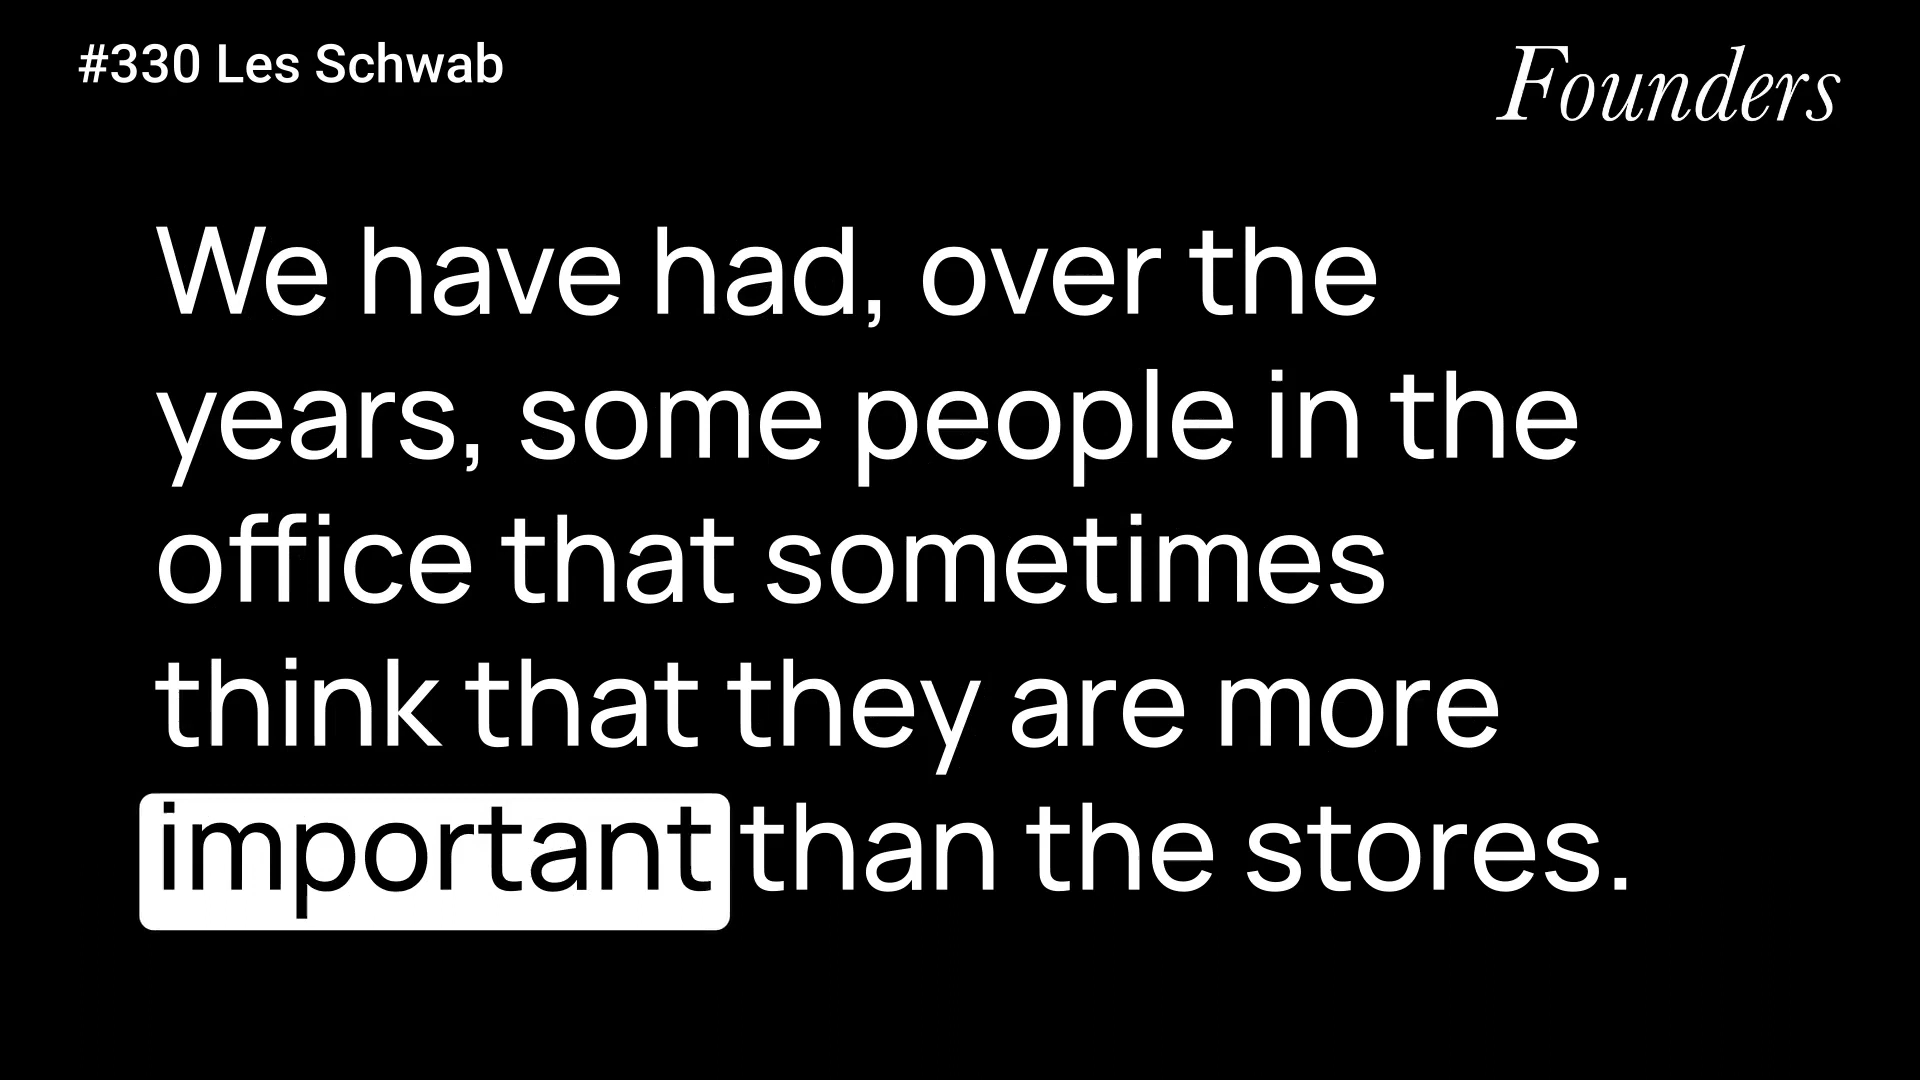 #330 Les Schwab
Founders
We have had, over the
years, some people in the
office that sometimes
think that they are more
important than the stores.